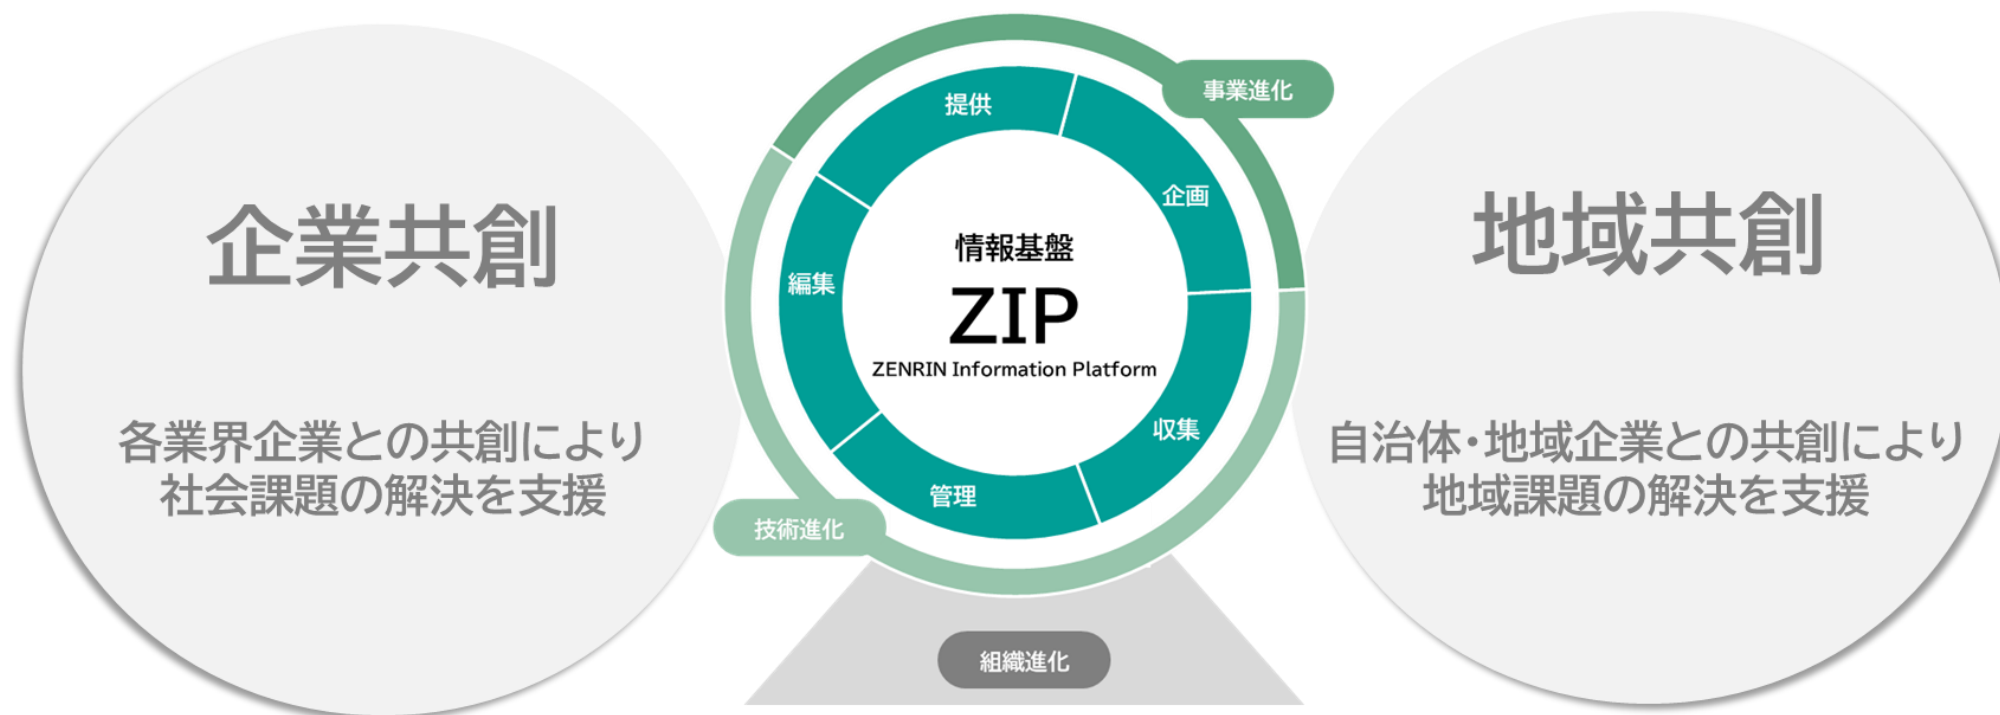 企業共創
各業界企業との共創により
社会課題の解決を支援
事業進化
提供
企画
編集
情報基盤
ZIP
ZENRIN Information Platform
収集
管理
技術進化
組織進化
地域共創
自治体・地域企業との共創により
地域課題の解決を支援